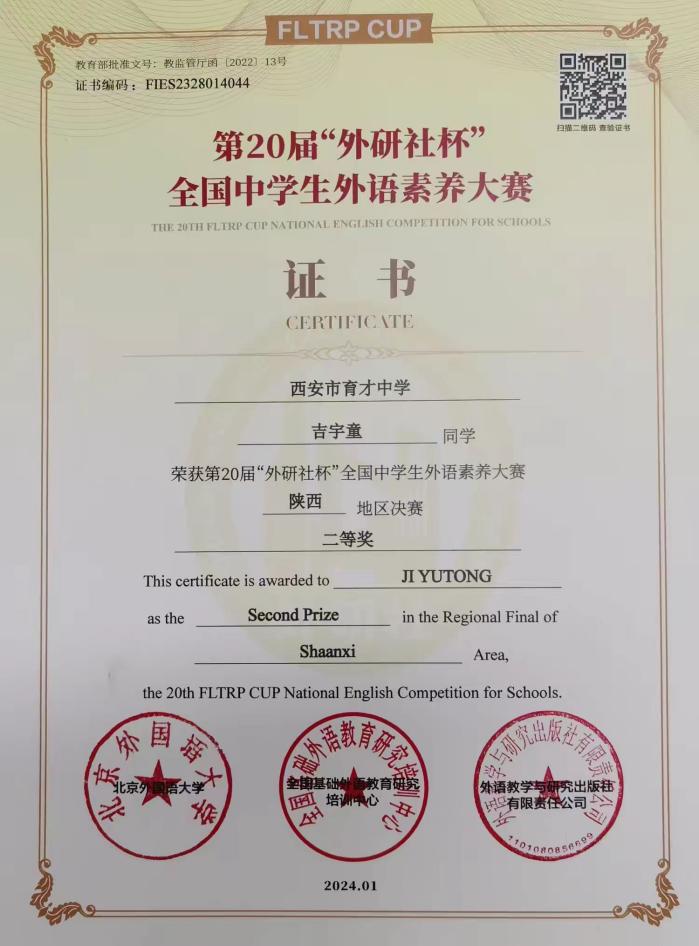 FLTRP CUP
教育部批准文号：教监管厅函〔2022〕13号
证书编码：FIES2328014044
扫描二维码 查验证书
第20届“外研社杯”
全国中学生外语素养大赛
THE 20TH FLTRP CUP NATIONAL ENGLISH COMPETITION FOR SCHOOLS
证 书
CERTIFICATE
西安市育才中学
吉宇童 同学
荣获第20届“外研社杯”全国中学生外语素养大赛
陕西 地区决赛
二等奖
This certificate is awarded to JI YUTONG
as the Second Prize in the Regional Final of
Shaanxi Area,
the 20th FLTRP CUP National English Competition for Schools.
北京外国语大学
北京外国语大学
全国基础外语教育研究培训中心
全国基础外语教育研究
培训中心
外语教学与研究出版社有限责任公司
外语教学与研究出版社
有限责任公司
1101080856699
2024.01